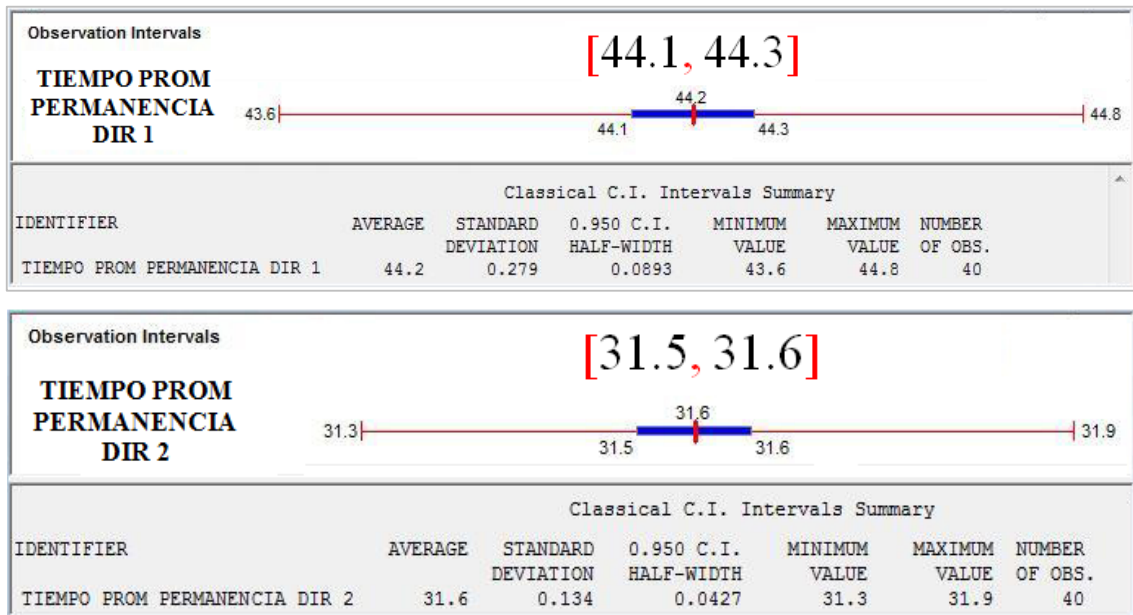 Observation Intervals
[44.1, 44.3]
TIEMPO PROM
PERMANENCIA
DIR 1
43.6
44.2
44.8
44.1
44.3
Classical C.I. Intervals Summary
IDENTIFIER AVERAGE STANDARD 0.950 C.I. MINIMUM MAXIMUM NUMBER
DEVIATION HALF-WIDTH VALUE VALUE OF OBS.
TIEMPO PROM PERMANENCIA DIR 1 44.2 0.279 0.0893 43.6 44.8 40
Observation Intervals
[31.5, 31.6]
TIEMPO PROM
PERMANENCIA
DIR 2
31.3
31.6
31.9
31.5
31.6
Classical C.I. Intervals Summary
IDENTIFIER AVERAGE STANDARD 0.950 C.I. MINIMUM MAXIMUM NUMBER
DEVIATION HALF-WIDTH VALUE VALUE OF OBS.
TIEMPO PROM PERMANENCIA DIR 2 31.6 0.134 0.0427 31.3 31.9 40